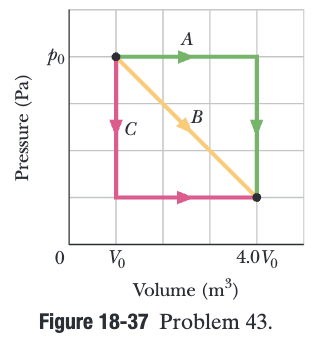 A
p₀
B
C
Pressure (Pa)
0
V₀
4.0V₀
Volume (m³)
Figure 18-37 Problem 43.